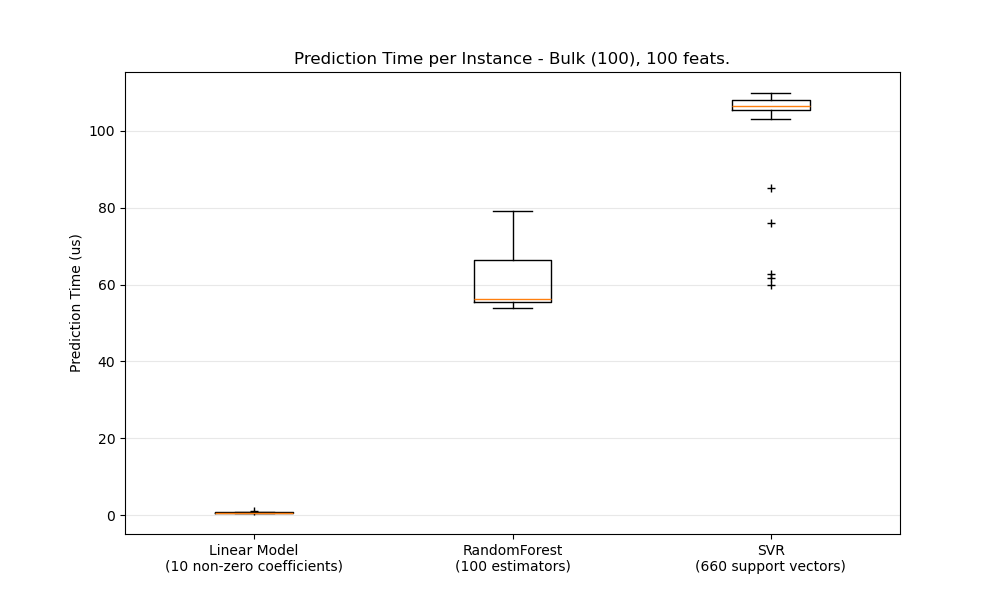 Prediction Time per Instance - Bulk (100), 100 feats.
Prediction Time (us)
100
80
60
40
20
0
Linear Model
(10 non-zero coefficients)
RandomForest
(100 estimators)
SVR
(660 support vectors)